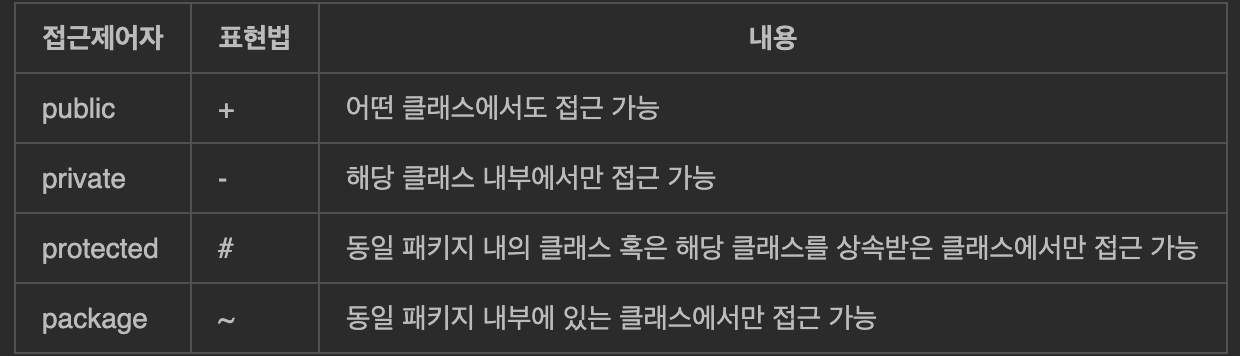 접근제어자 표현법 내용
public + 어떤 클래스에서도 접근 가능
private - 해당 클래스 내부에서만 접근 가능
protected # 동일 패키지 내의 클래스 혹은 해당 클래스를 상속받은 클래스에서만 접근 가능
package ~ 동일 패키지 내부에 있는 클래스에서만 접근 가능